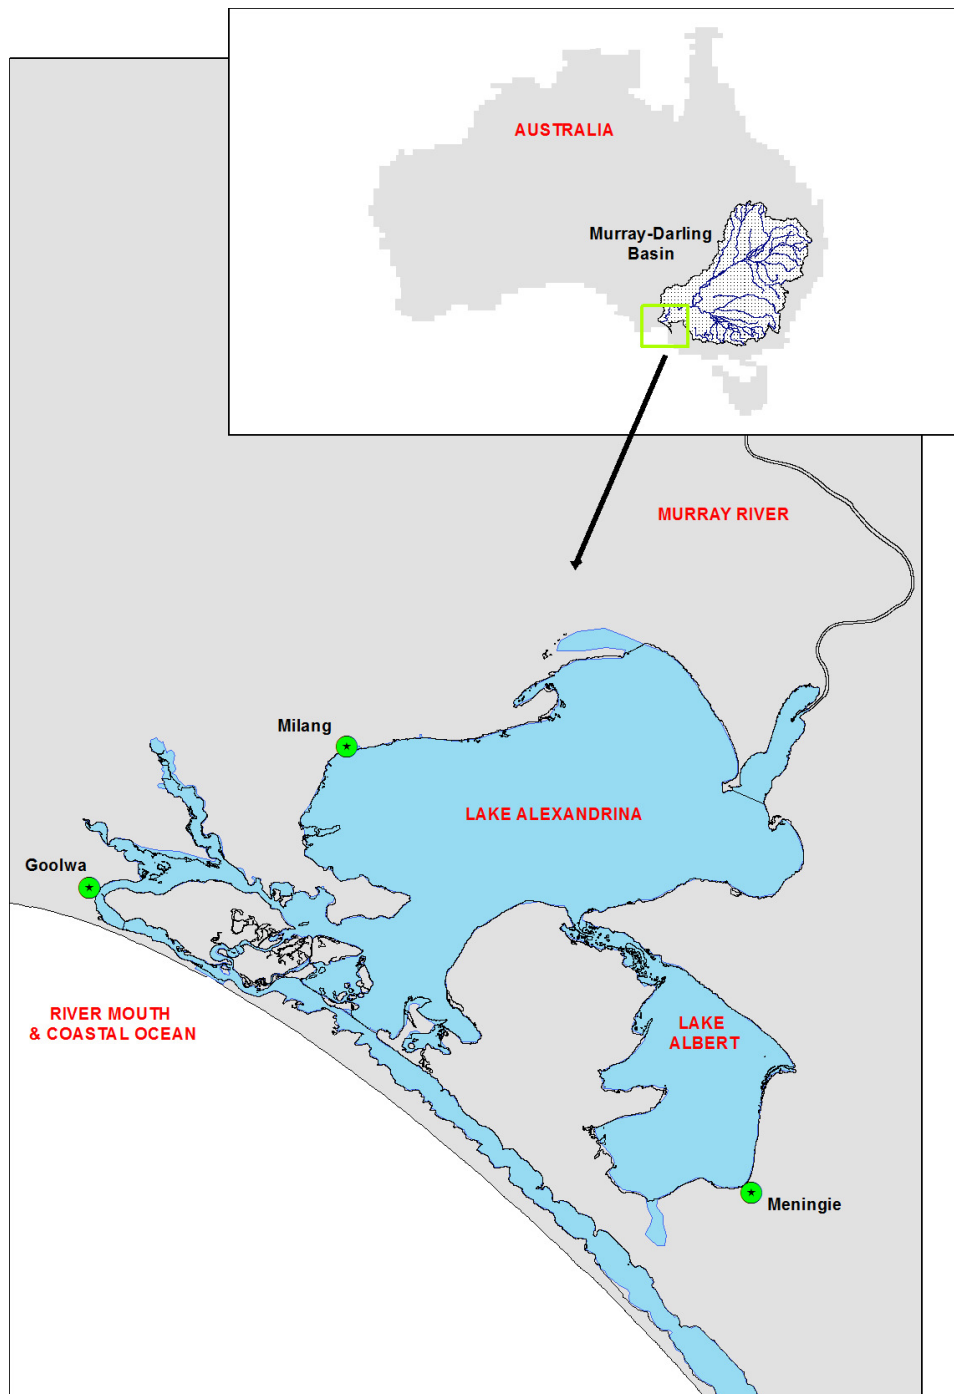 AUSTRALIA
Murray-Darling
Basin
MURRAY RIVER
Milang
LAKE ALEXANDRINA
Goolwa
RIVER MOUTH
& COASTAL OCEAN
LAKE
ALBERT
Meningie